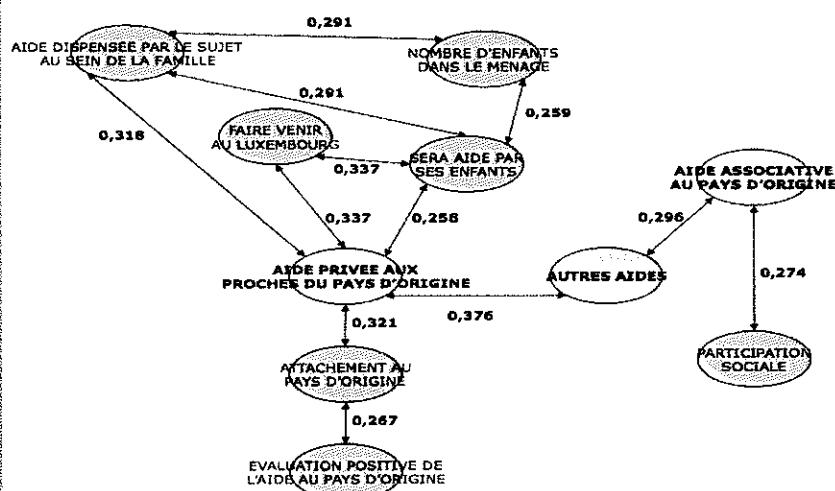 0,291
AIDE DISPENSEE PAR LE SUJET
AU SEIN DE LA FAMILLE
NOMBRE D'ENFANTS
DANS LE MENAGE
0,291
0,259
0,318
FAIRE VENIR
AU LUXEMBOURG
0,337
SERA AIDE PAR
SES ENFANTS
AIDE ASSOCIATIVE
AU PAYS D'ORIGINE
0,337
0,258
0,296
AIDE PRIVEE AUX
PROCHES DU PAYS D'ORIGINE
AUTRES AIDES
0,274
0,376
0,321
ATTACHEMENT AU
PAYS D'ORIGINE
PARTICIPATION
SOCIALE
0,267
EVALUATION POSITIVE DE
L'AIDE AU PAYS D'ORIGINE